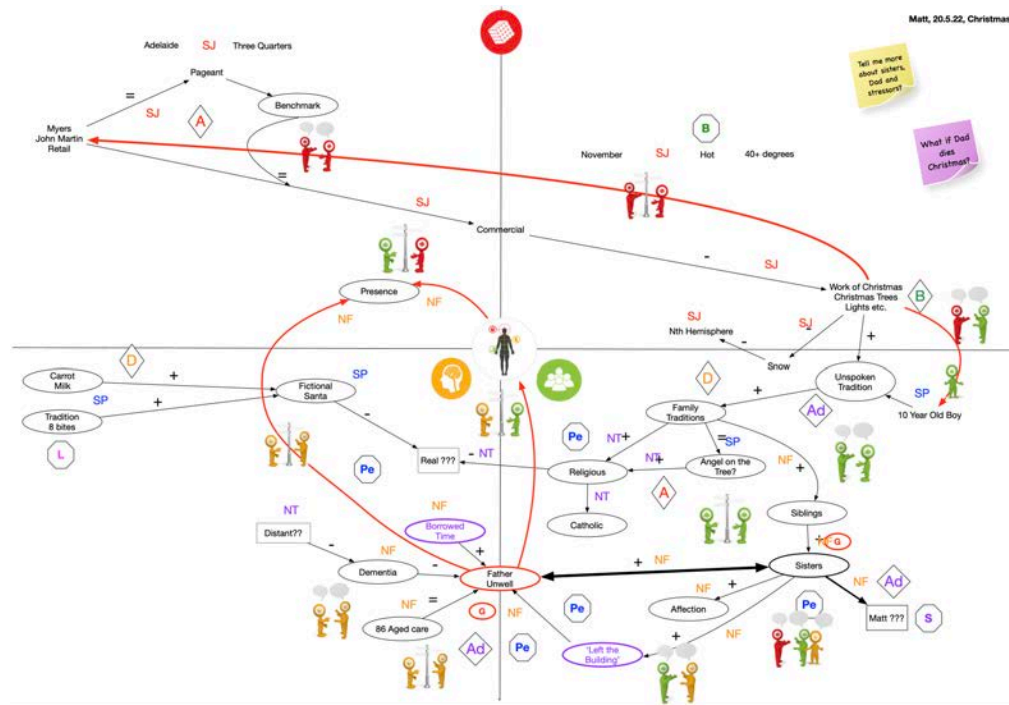 Matt, 20.5.22, Christmas
Adelaide SJ Three Quarters
Pageant
=
SJ
Benchmark
A
Myers
John Martin
Retail
=
SJ
Commercial
B
November SJ Hot 40+ degrees
Tell me more
about sisters,
Dad and
stressors?
What if Dad
dies
Christmas?
-
SJ
Work of Christmas
Christmas Trees
Lights etc.
B
Presence
NF
NF
SJ
Nth Hemisphere
-
SJ
-
Snow
+
D
Carrot
Milk
+
SP
Tradition
8 bites
+
L
Fictional
Santa
SP
-
Real ???
Pe
D
+
Unspoken
Tradition
SP
10 Year Old Boy
Ad
Family
Traditions
NT
+
=
SP
NF
+
Pe
- NT
Religious
NT
+
Angel on the
Tree?
A
NT
Catholic
Siblings
+
NF
G
NT
Distant??
-
NF
Dementia
-
NF
Borrowed
Time
+
Father
Unwell
G
NF
=
86 Aged care
Ad
NF
Pe
Pe
+ NF
Sisters
+
NF
Affection
NF
Ad
Matt ???
S
Pe
+
NF
'Left the
Building'